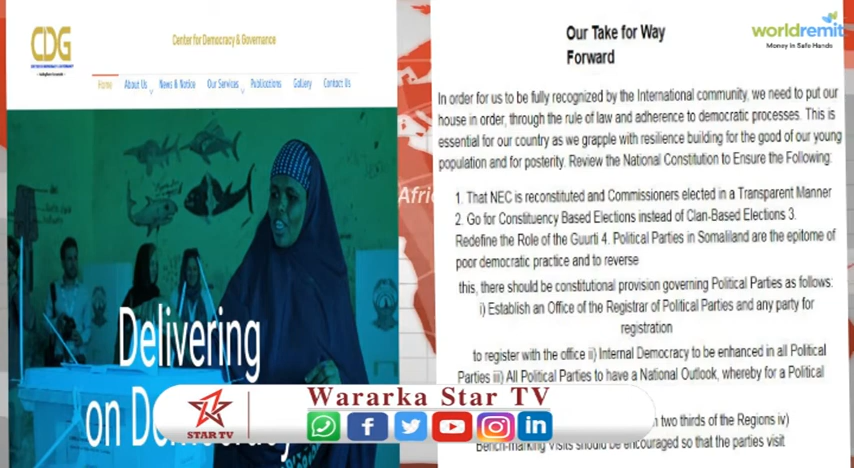 CDG
Center for Democracy & Governance
Home About Us News & Notice Our Services Publications Gallery Contact Us
Delivering
on
Our Take for Way
Forward
worldremit
Money in Safe Hands
In order for us to be fully recognized by the International community, we need to put our
house in order, through the rule of law and adherence to democratic processes. This is
essential for our country as we grapple with resilience building for the good of our young
population and for posterity. Review the National Constitution to Ensure the Following:
1. That NEC is reconstituted and Commissioners elected in a Transparent Manner
2. Go for Constituency Based Elections instead of Clan-Based Elections 3.
Redefine the Role of the Guurti 4. Political Parties in Somaliland are the epitome of
poor democratic practice and to reverse
this, there should be constitutional provision governing Political Parties as follows:
i) Establish an Office of the Registrar of Political Parties and any party for
registration
to register with the office ii) Internal Democracy to be enhanced in all Political
Parties iii) All Political Parties to have a National Outlook, whereby for a Political
two thirds of the Regions iv)
Bench-marking visits should be encouraged so that the parties visit
Afri
STAR TV
Wararka Star TV